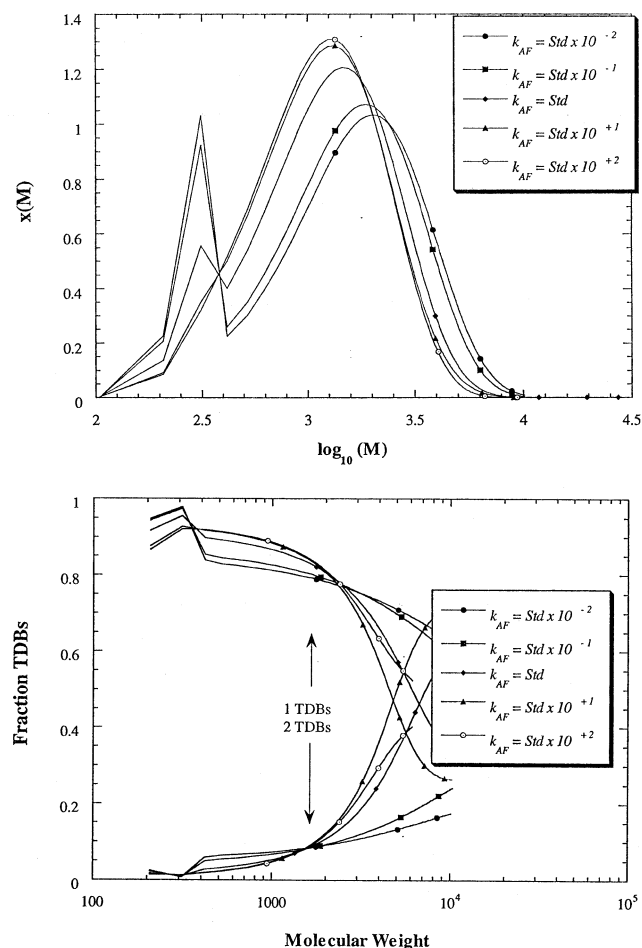 1.4
1.2
1
0.8
0.6
0.4
0.2
0
x(M)
2 2.5 3 3.5 4 4.5
log10 (M)
kAF = Std x 10 -2
kAF = Std x 10 -1
kAF = Std
kAF = Std x 10 +1
kAF = Std x 10 +2
1
0.8
0.6
0.4
0.2
0
Fraction TDBs
1 TDBs
2 TDBs
kAF = Std x 10 -2
kAF = Std x 10 -1
kAF = Std
kAF = Std x 10 +1
kAF = Std x 10 +2
100 1000 10^4 10^5
Molecular Weight